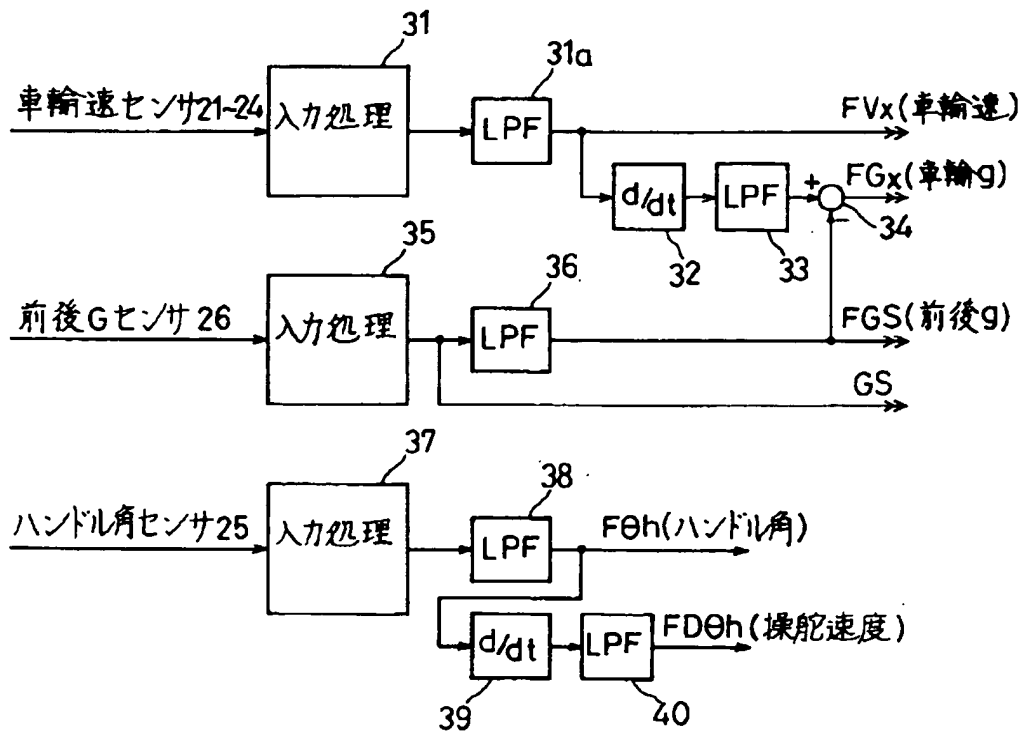 31
31a
車輪速センサ21~24
入力処理
LPF
FVx(車輪速)
d/dt
LPF
+
−
FGx(車輪g)
34
32
33
35
36
前後Gセンサ26
入力処理
LPF
FGS(前後g)
GS
37
38
ハンドル角センサ25
入力処理
LPF
Fθh(ハンドル角)
d/dt
LPF
FDθh(操舵速度)
39
40